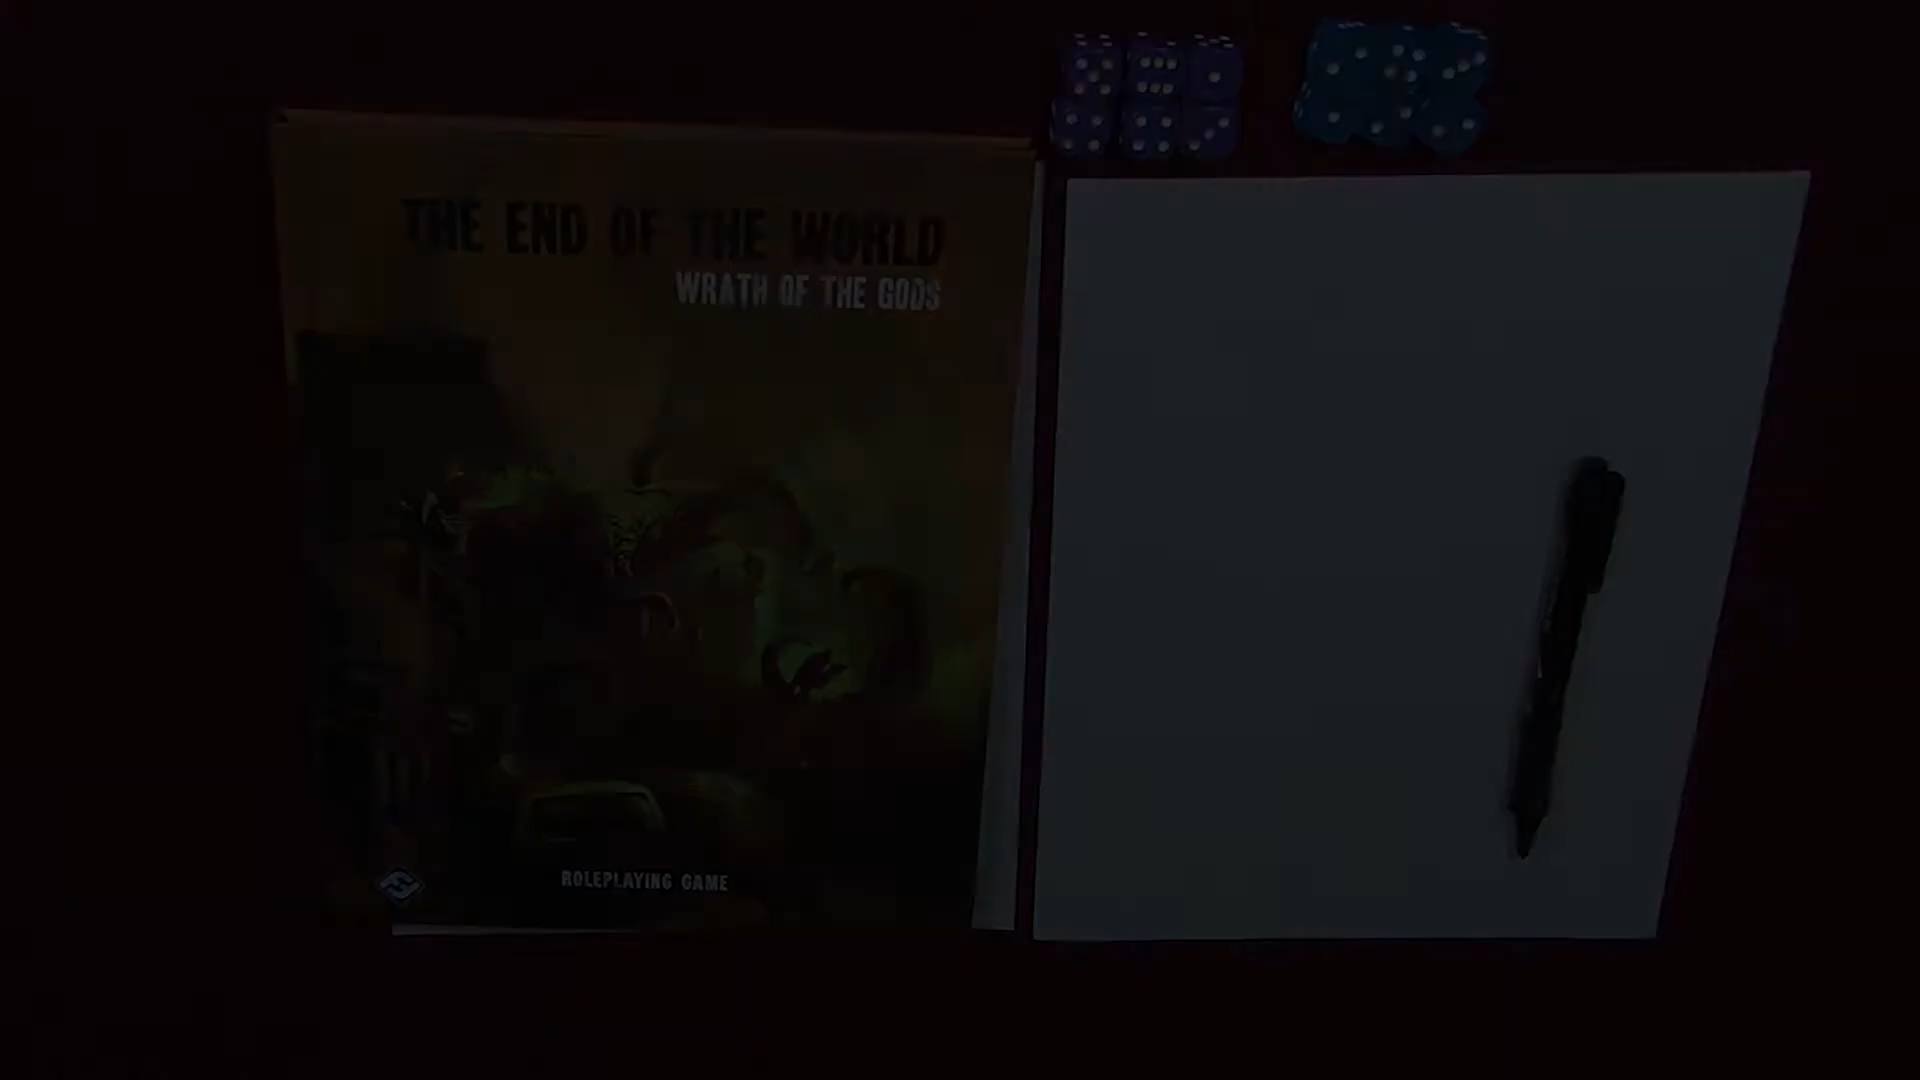 THE END OF THE WORLD
WRATH OF THE GODS
ROLEPLAYING GAME